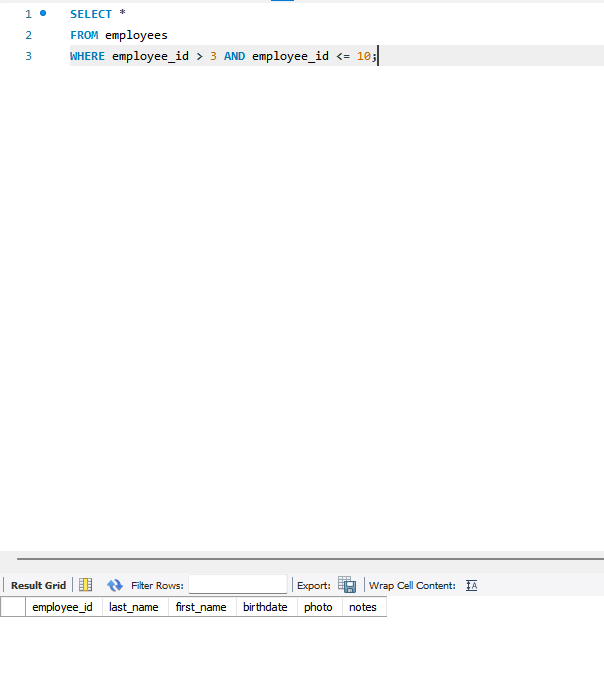 1 SELECT *
2 FROM employees
3 WHERE employee_id > 3 AND employee_id <= 10;
Result Grid Filter Rows: Export: Wrap Cell Content: IA
employee_id last_name first_name birthdate photo notes